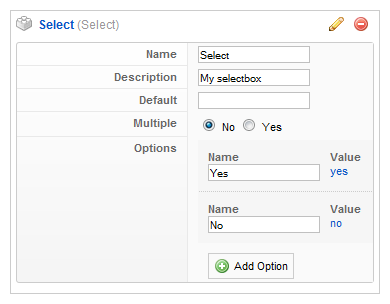 Select (Select)
Name Select
Description My selectbox
Default
Multiple No Yes
Options
Name Value
Yes yes
Name Value
No no
Add Option